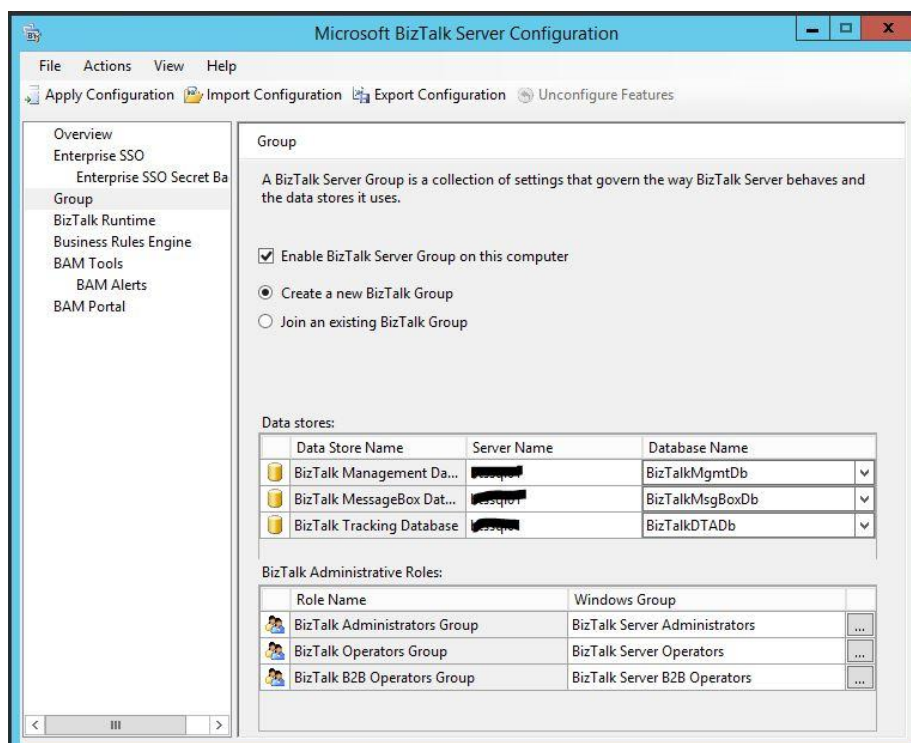 Microsoft BizTalk Server Configuration
File Actions View Help
Apply Configuration Import Configuration Export Configuration Unconfigure Features
Overview
Enterprise SSO
Enterprise SSO Secret Ba
Group
BizTalk Runtime
Business Rules Engine
BAM Tools
BAM Alerts
BAM Portal
Group
A BizTalk Server Group is a collection of settings that govern the way BizTalk Server behaves and
the data stores it uses.
Enable BizTalk Server Group on this computer
Create a new BizTalk Group
Join an existing BizTalk Group
Data stores:
Data Store Name Server Name Database Name
BizTalk Management Da... BizTalkMgmtDb
BizTalk MessageBox Dat... BizTalkMsgBoxDb
BizTalk Tracking Database BizTalkDTADb
BizTalk Administrative Roles:
Role Name Windows Group
BizTalk Administrators Group BizTalk Server Administrators ...
BizTalk Operators Group BizTalk Server Operators ...
BizTalk B2B Operators Group BizTalk Server B2B Operators ...